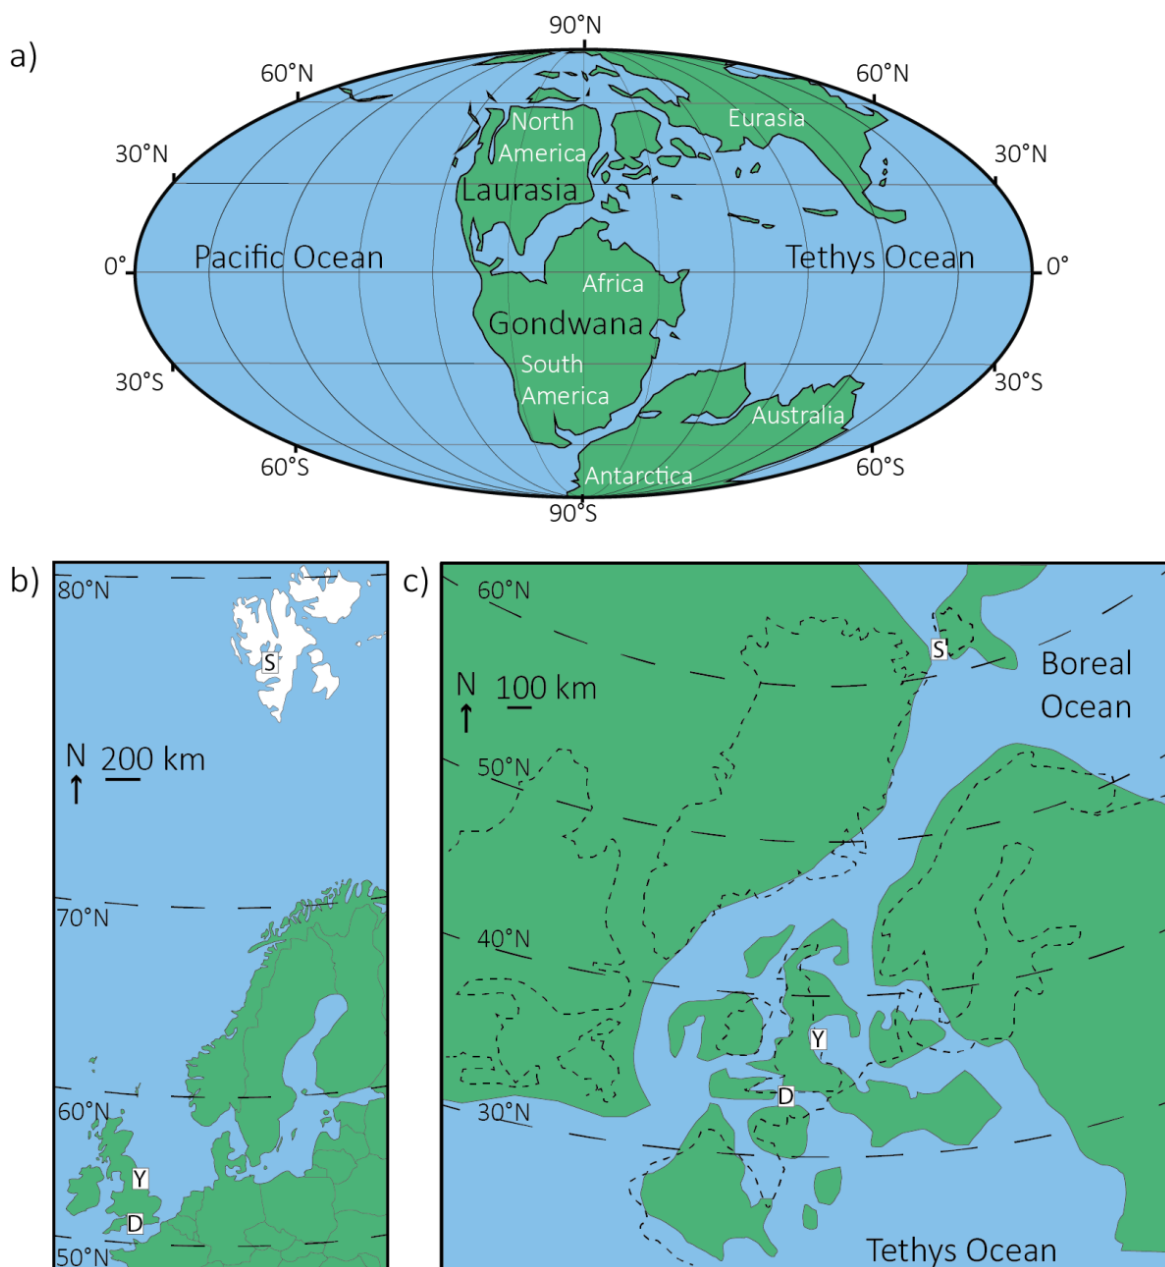 a)
90°N
60°N
60°N
30°N
30°N
North
America
Eurasia
Laurasia
Pacific Ocean
Tethys Ocean
0°
0°
Africa
Gondwana
South
America
30°S
30°S
Australia
60°S
60°S
Antarctica
90°S
b)
80°N
S
N 200 km
70°N
60°N
Y
D
50°N
c)
60°N
S
Boreal
Ocean
N 100 km
50°N
40°N
Y
D
30°N
Tethys Ocean